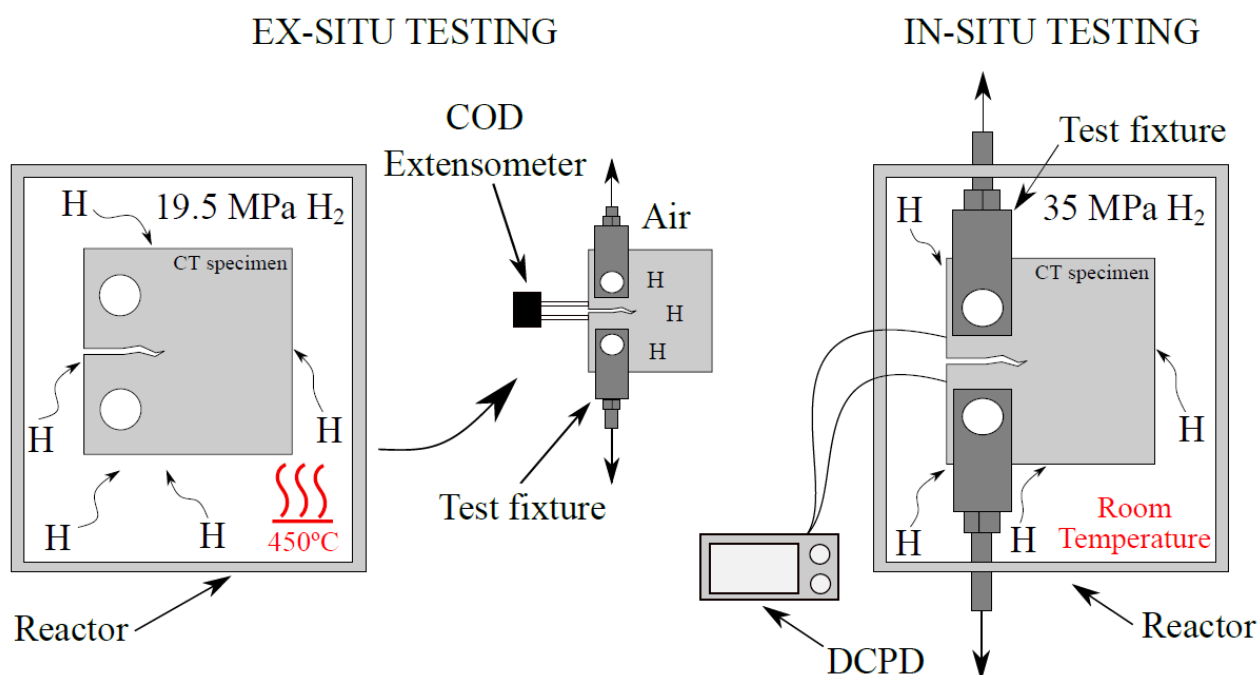 EX-SITU TESTING
H
19.5 MPa H₂
CT specimen
H
H
H
H
450ºC
Reactor
COD
Extensometer
Air
H
H
H
Test fixture
IN-SITU TESTING
Test fixture
H
35 MPa H₂
CT specimen
H
H
H
Room
Temperature
DCPD
Reactor